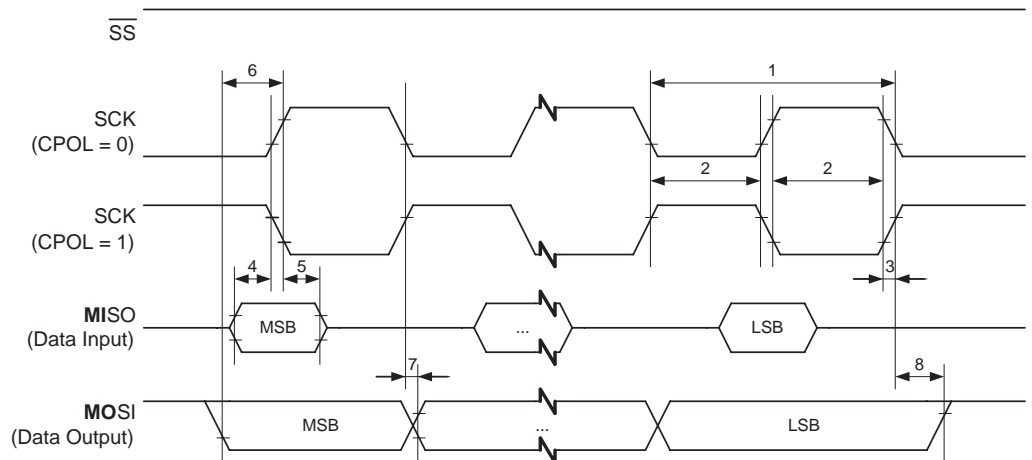 SS
6
1
SCK
(CPOL = 0)
2
2
SCK
(CPOL = 1)
4
5
3
MISO
(Data Input)
MSB
...
LSB
7
8
MOSI
(Data Output)
MSB
...
LSB